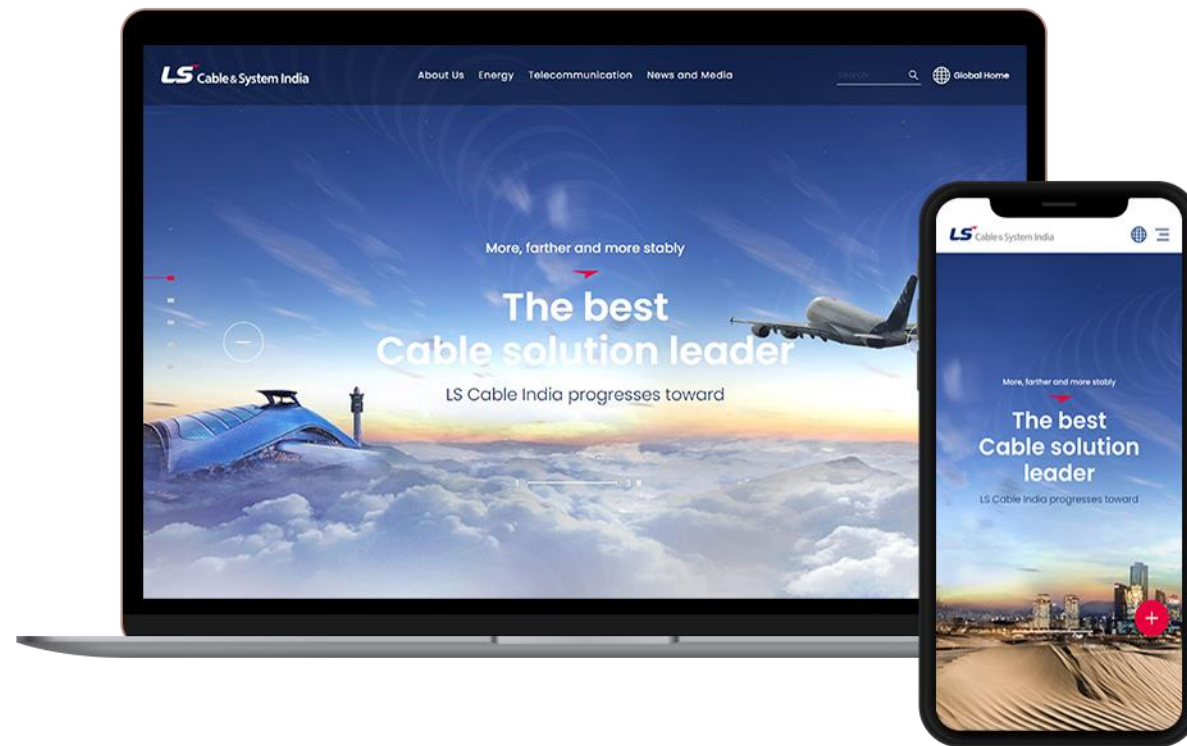 LS Cable & System India
About Us Energy Telecommunication News and Media
Search
Global Home
More, farther and more stably
The best
Cable solution leader
LS Cable India progresses toward
LS Cable & System India
More, farther and more stably
The best
Cable solution
leader
LS Cable India progresses toward